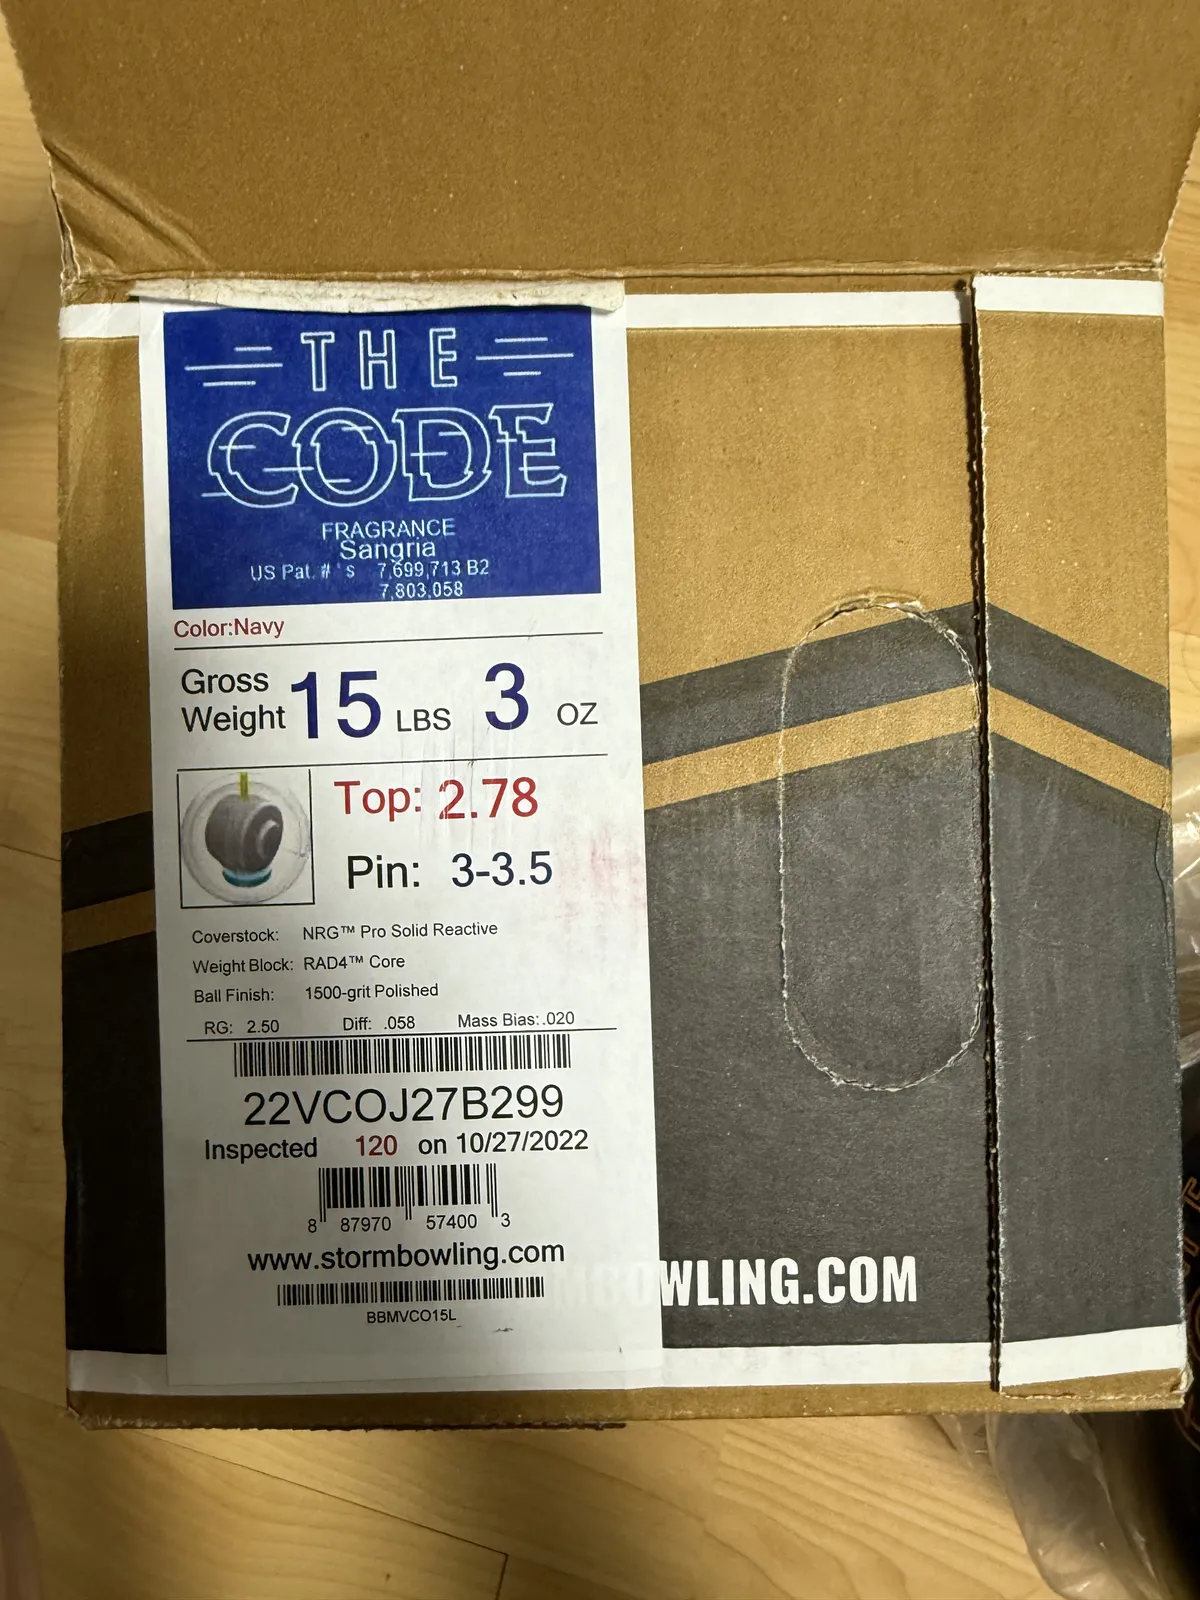 THE
CODE
FRAGRANCE
Sangria
US Pat. # 's 7,699,713 B2
7,803,058
Color:Navy
Gross Weight 15 LBS 3 OZ
Top: 2.78
Pin: 3-3.5
Coverstock: NRG™ Pro Solid Reactive
Weight Block: RAD4™ Core
Ball Finish: 1500-grit Polished
RG: 2.50 Diff: .058 Mass Bias:.020
22VCOJ27B299
Inspected 120 on 10/27/2022
8 87970 57400 3
www.stormbowling.com
MBOWLING.COM
BBMVCO15L